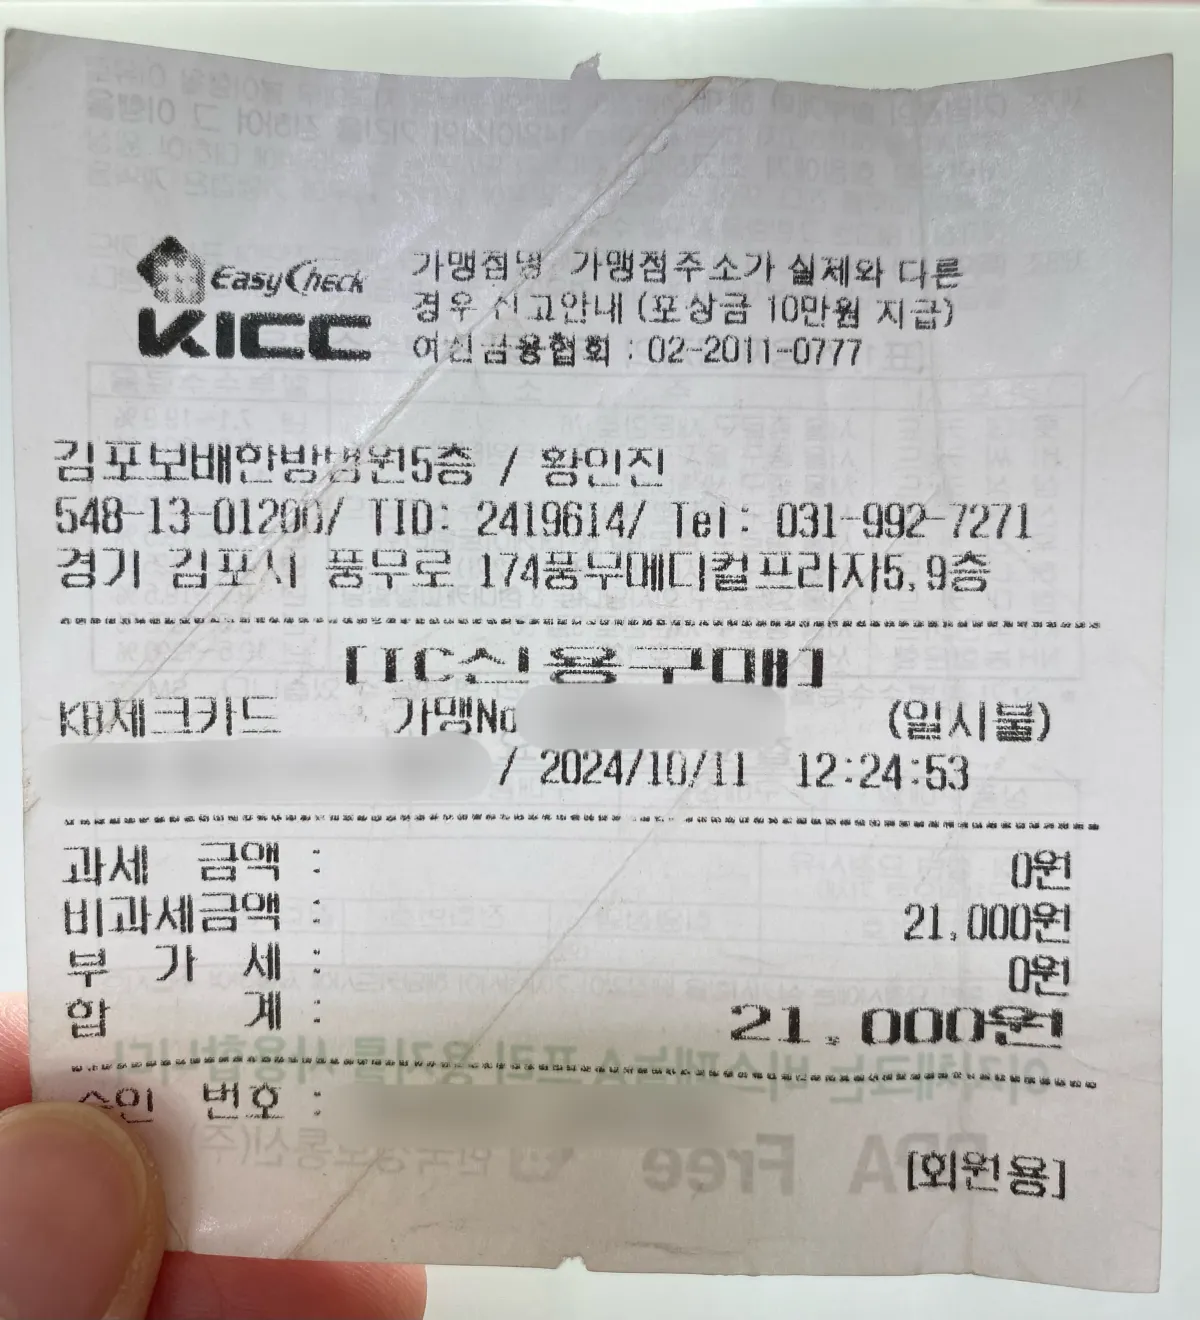 EasyCheck
KICC
가맹점명 가맹점주소가 실제와 다른
경우 신고안내 (포상금 10만원 지급)
여신금융협회 : 02-2011-0777
김포보배한방병원5층 / 황인진
548-13-01200/ TID: 2419614/ Tel: 031-992-7271
경기 김포시 풍무로 174풍무메디컬프라자5,9층
[IC신용구매]
KB체크카드 가맹No (일시불)
/ 2024/10/11 12:24:53
과세 금액 : 0원
비과세금액 : 21,000원
부 가 세 : 0원
합 계 : 21,000원
승인 번호 :
[회원용]